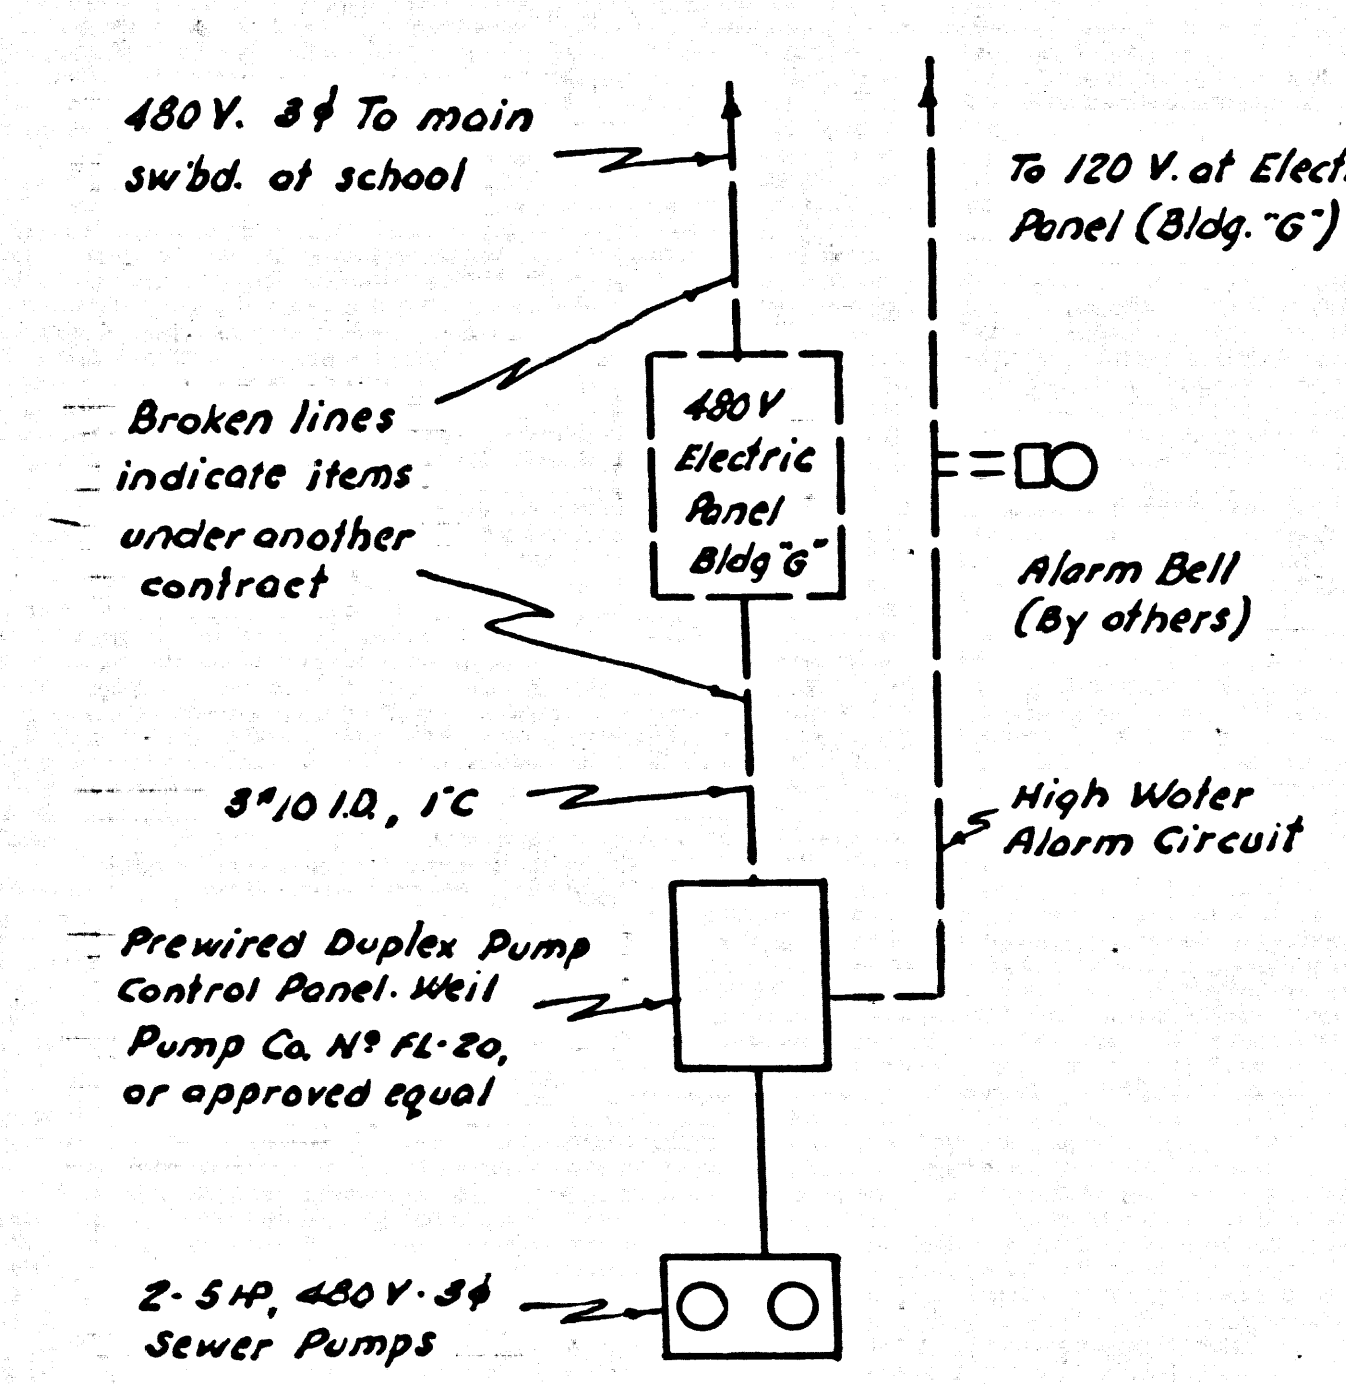 480 V. 3ϕ To main
sw'bd. at school
To 120 V. at Elect.
Panel (Bldg. "G")
Broken lines
indicate items
under another
contract
480V
Electric
Panel
Bldg "G"
Alarm Bell
(By others)
3#10 I.D., 1"C
High Water
Alarm Circuit
Prewired Duplex Pump
Control Panel. Weil
Pump Co. Nº FL-20,
or approved equal
2-5 HP, 480 V-3ϕ
Sewer Pumps